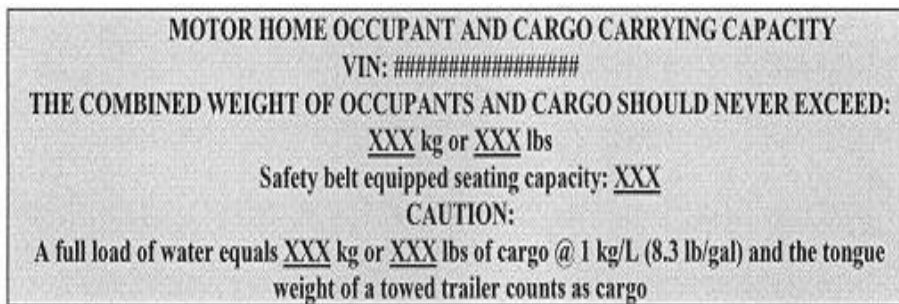 MOTOR HOME OCCUPANT AND CARGO CARRYING CAPACITY
VIN: #################
THE COMBINED WEIGHT OF OCCUPANTS AND CARGO SHOULD NEVER EXCEED:
XXX kg or XXX lbs
Safety belt equipped seating capacity: XXX
CAUTION:
A full load of water equals XXX kg or XXX lbs of cargo @ 1 kg/L (8.3 lb/gal) and the tongue
weight of a towed trailer counts as cargo